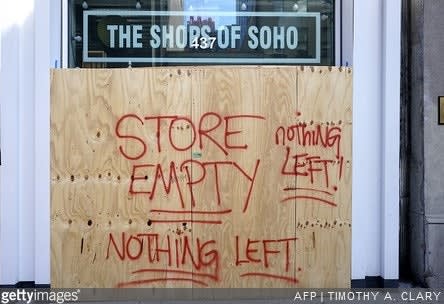 THE SHOPS OF SOHO
437
STORE
EMPTY
nothing
LEFT!
NOTHING LEFT.
gettyimages®
AFP | TIMOTHY A. CLARY